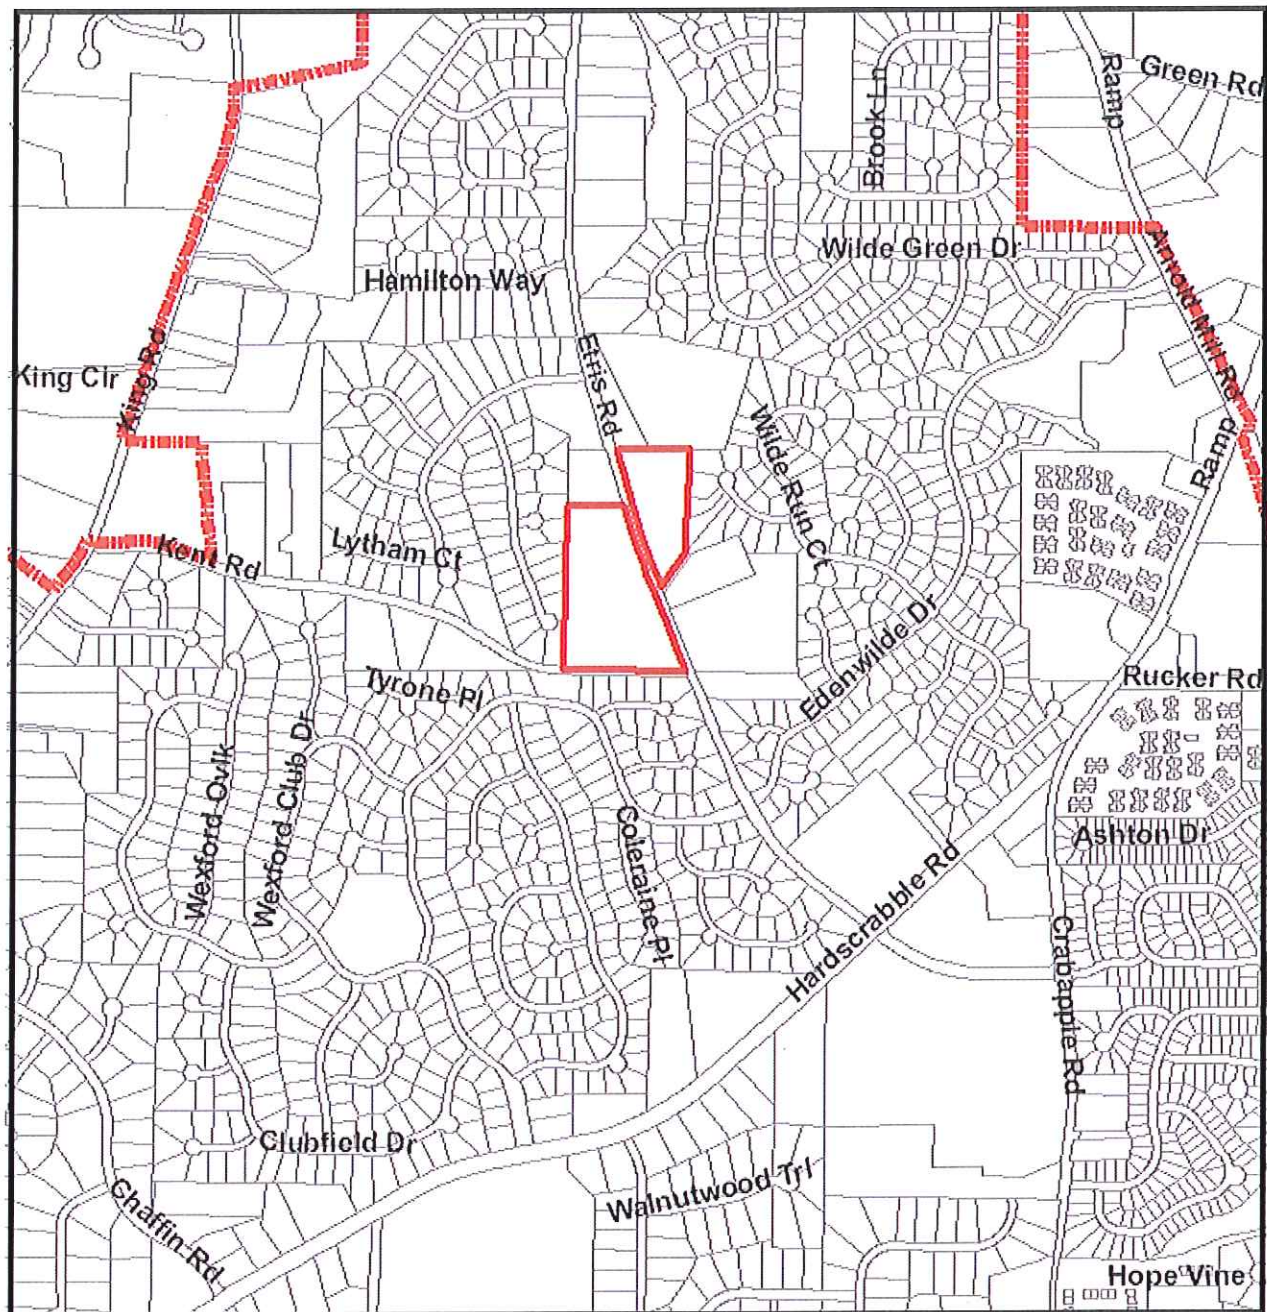 Ramp
Green Rd
Brook Ln
Wilde Green Dr
Hamilton Way
Arnold Mill Rd
Etris Rd
King Rd
King Cir
Wilde Run Ct
Ramp
Lytham Ct
Kent Rd
Edenwilde Dr
Rucker Rd
Tyrone Pl
Wexford Ovlk
Wexford Club Dr
Coleraine Pl
Ashton Dr
Hardscrabble Rd
Crabapple Rd
Clubfield Dr
Walnutwood Trl
Chaffin Rd
Hope Vine